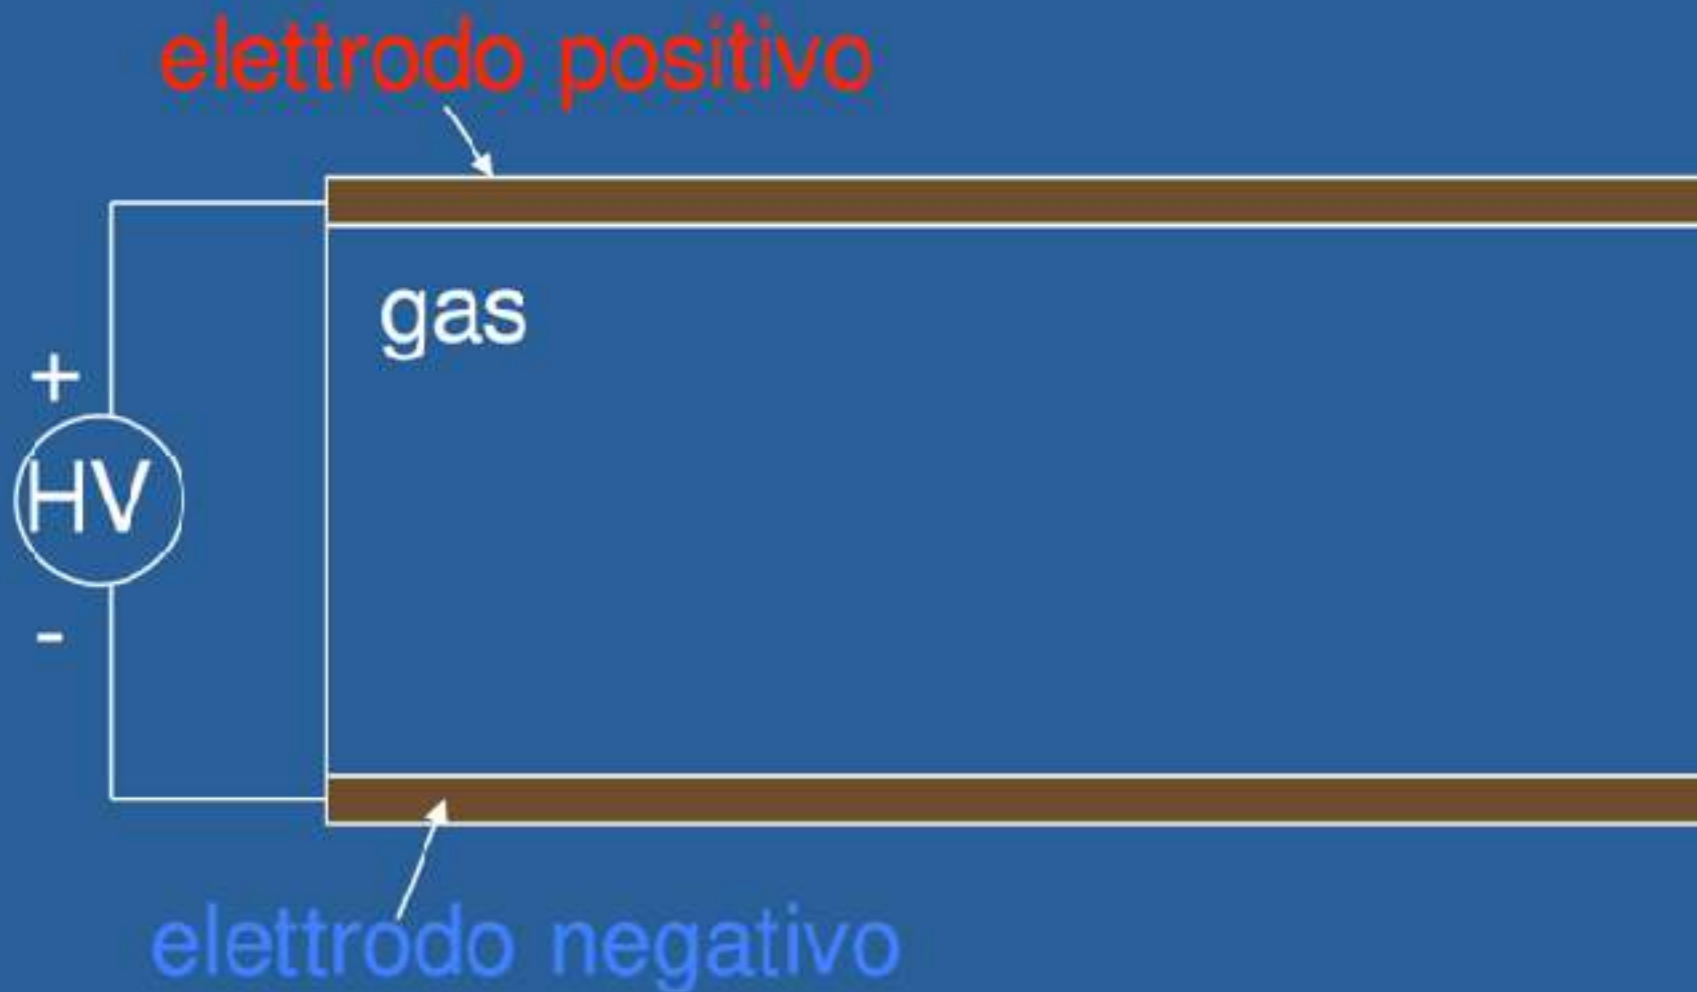 elettrodo positivo
gas
+
HV
-
elettrodo negativo